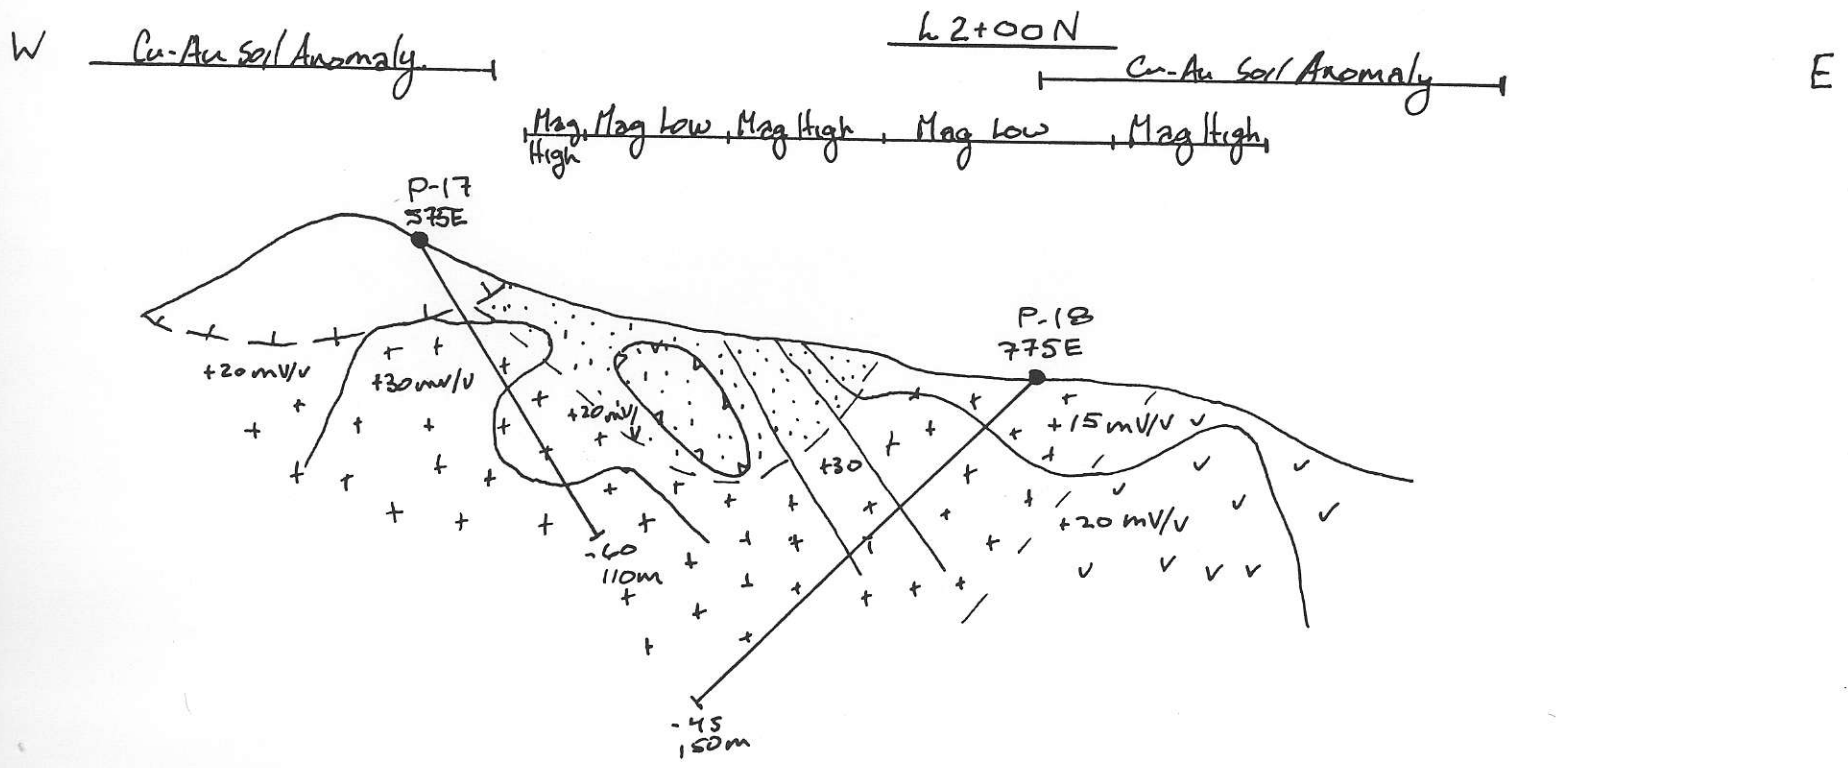 L 2+00N
W
Cu-Au Soil Anomaly
Cu-Au Soil Anomaly
E
Mag High
Mag Low
Mag High
Mag Low
Mag High
P-17
575E
P-18
775E
+20mV/V
+30mV/V
+20mV/V
+30
+15mV/V
+20mV/V
-60
110m
-45
150m